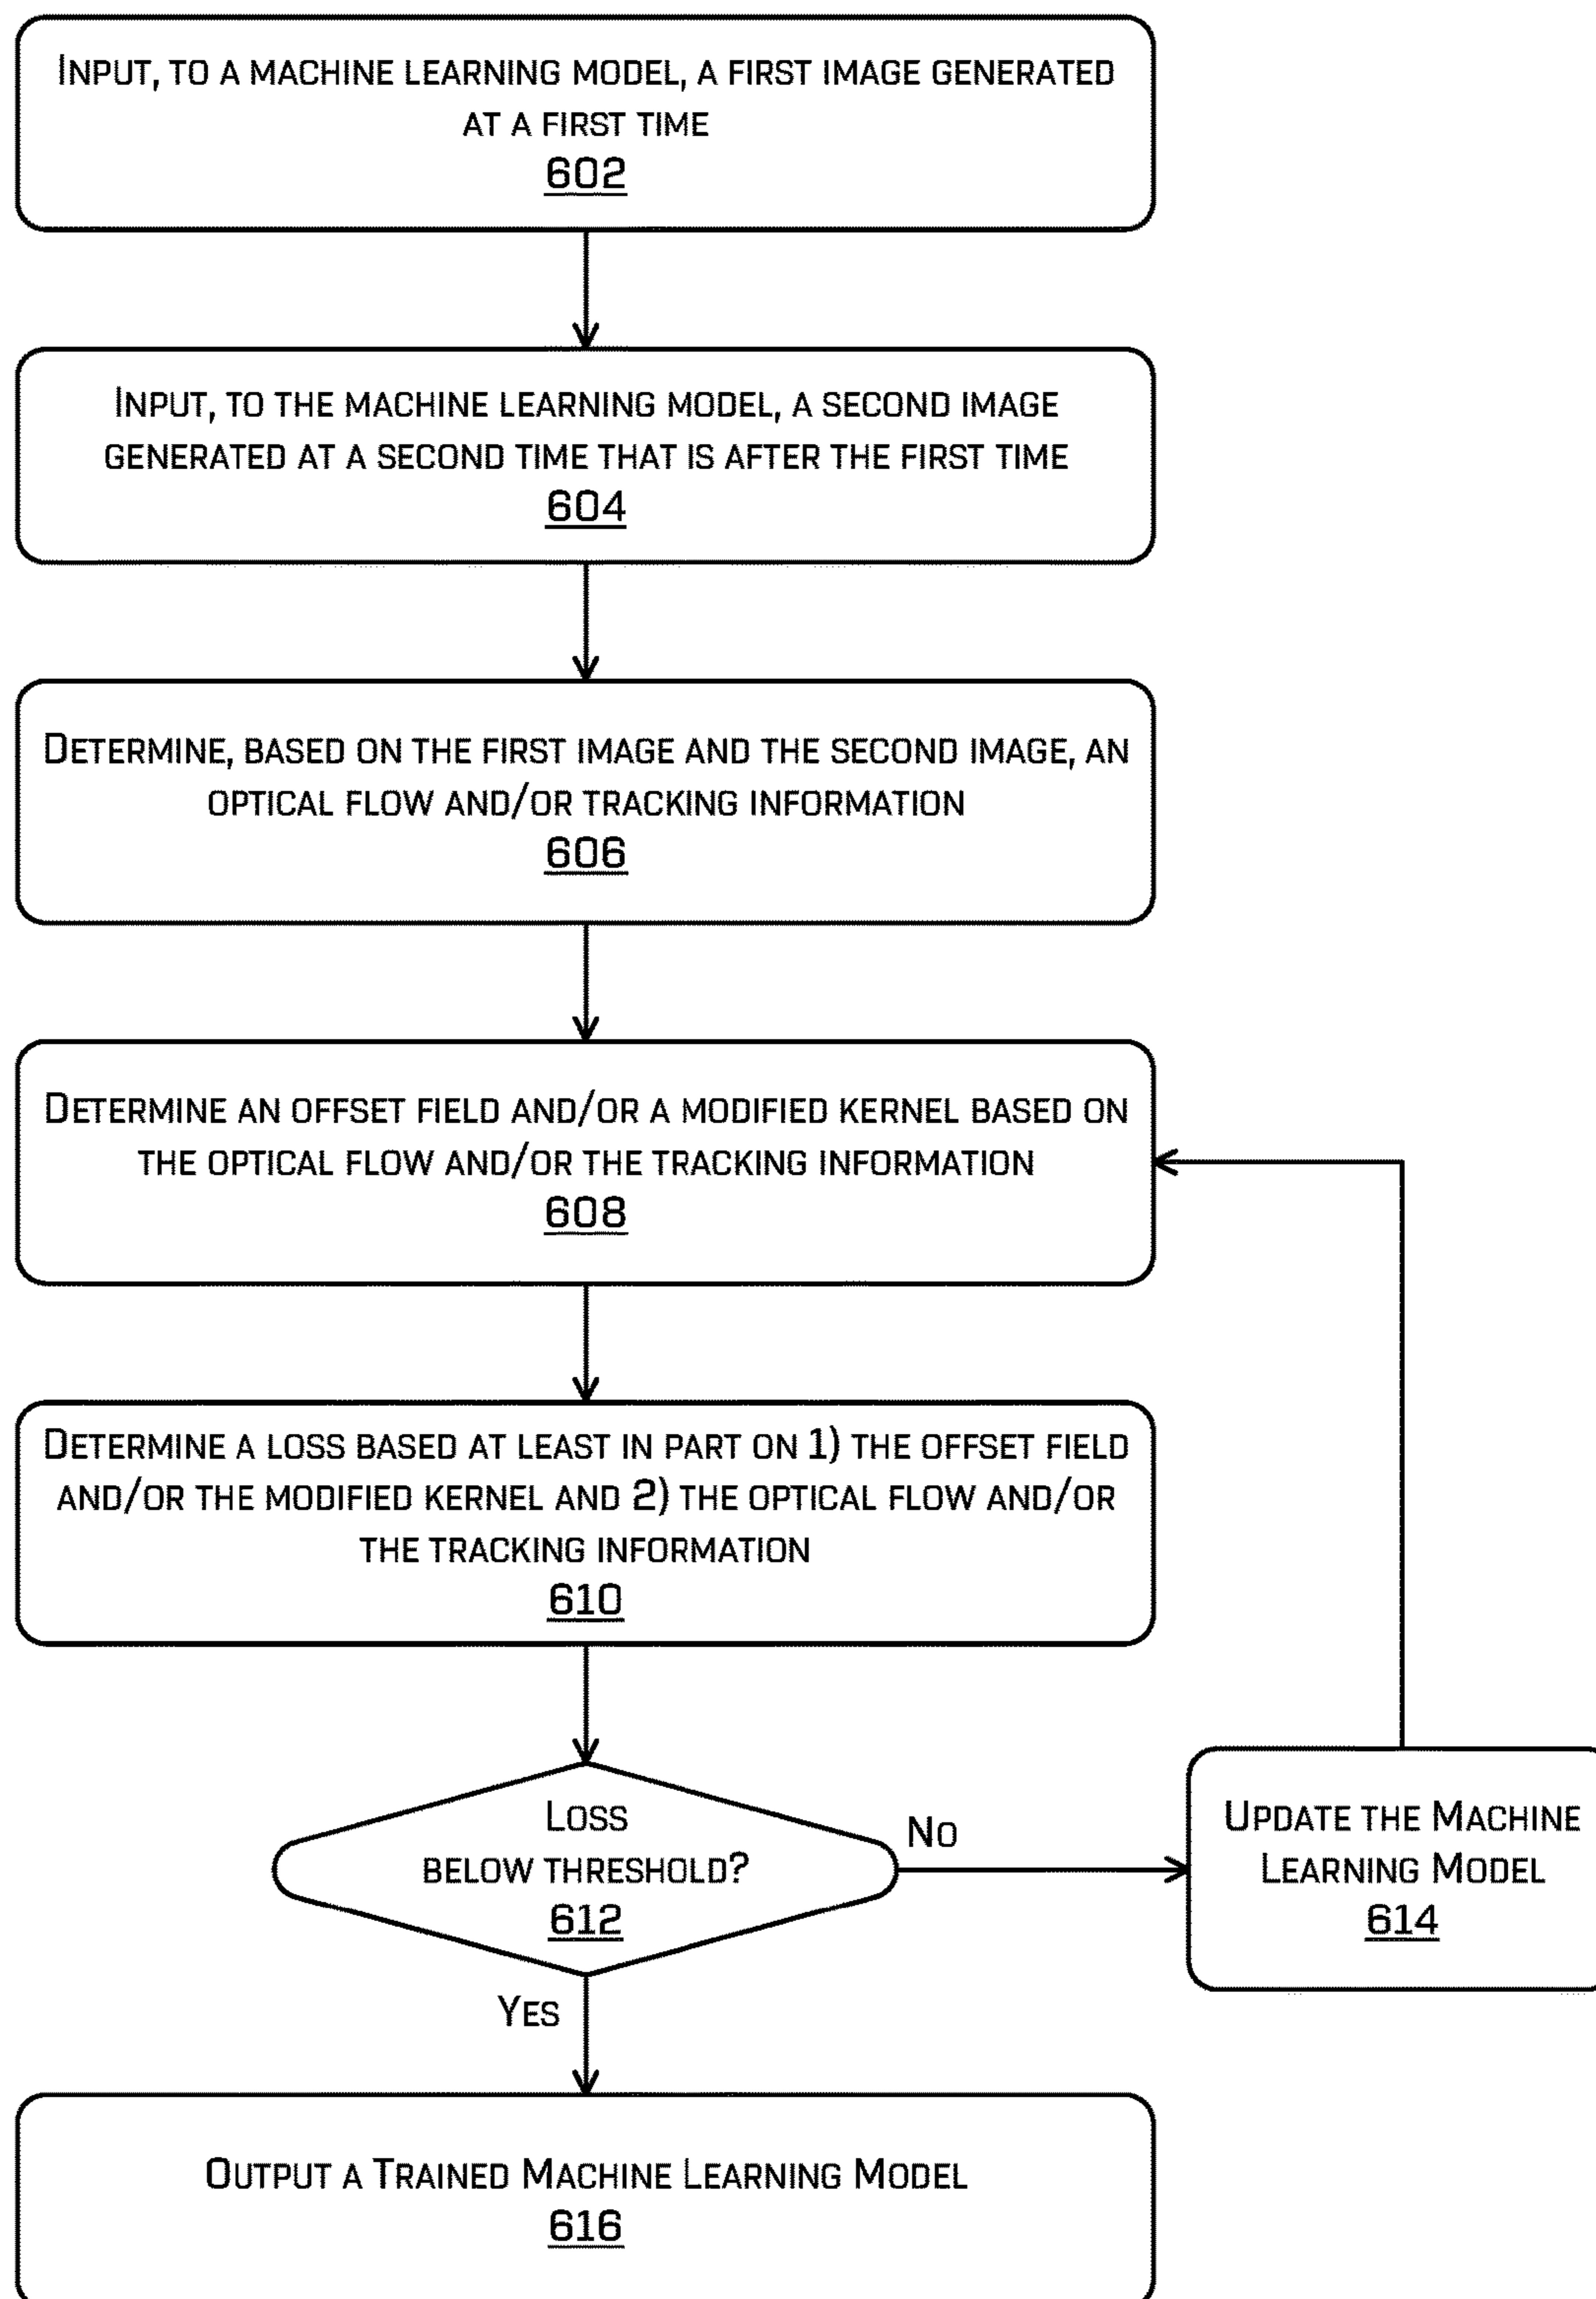 INPUT, TO A MACHINE LEARNING MODEL, A FIRST IMAGE GENERATED
AT A FIRST TIME
602
INPUT, TO THE MACHINE LEARNING MODEL, A SECOND IMAGE
GENERATED AT A SECOND TIME THAT IS AFTER THE FIRST TIME
604
DETERMINE, BASED ON THE FIRST IMAGE AND THE SECOND IMAGE, AN
OPTICAL FLOW AND/OR TRACKING INFORMATION
606
DETERMINE AN OFFSET FIELD AND/OR A MODIFIED KERNEL BASED ON
THE OPTICAL FLOW AND/OR THE TRACKING INFORMATION
608
DETERMINE A LOSS BASED AT LEAST IN PART ON 1) THE OFFSET FIELD
AND/OR THE MODIFIED KERNEL AND 2) THE OPTICAL FLOW AND/OR
THE TRACKING INFORMATION
610
LOSS
BELOW THRESHOLD?
612
NO
UPDATE THE MACHINE
LEARNING MODEL
614
YES
OUTPUT A TRAINED MACHINE LEARNING MODEL
616